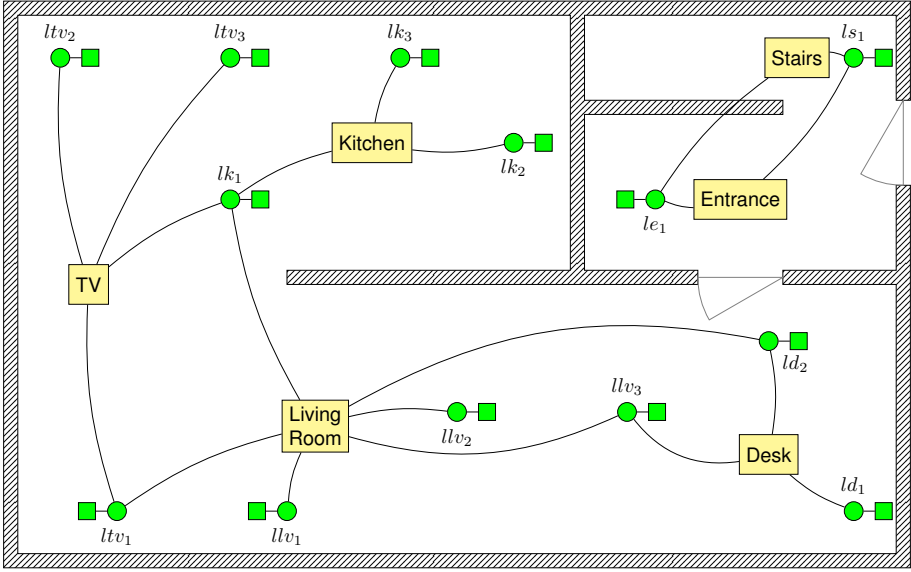 ltv₂
ltv₃
lk₃
ls₁
Stairs
Kitchen
lk₂
lk₁
Entrance
le₁
TV
ld₂
llv₃
Living
Room
llv₂
Desk
ld₁
ltv₁
llv₁